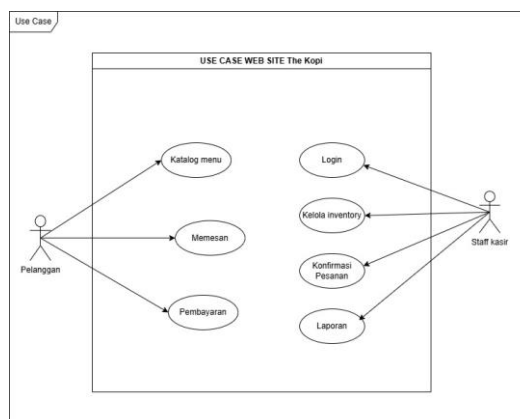 Use Case
USE CASE WEB SITE The Kopi
Katalog menu
Login
Kelola inventory
Memesan
Konfirmasi
Pesanan
Pembayaran
Laporan
Pelanggan
Staff kasir